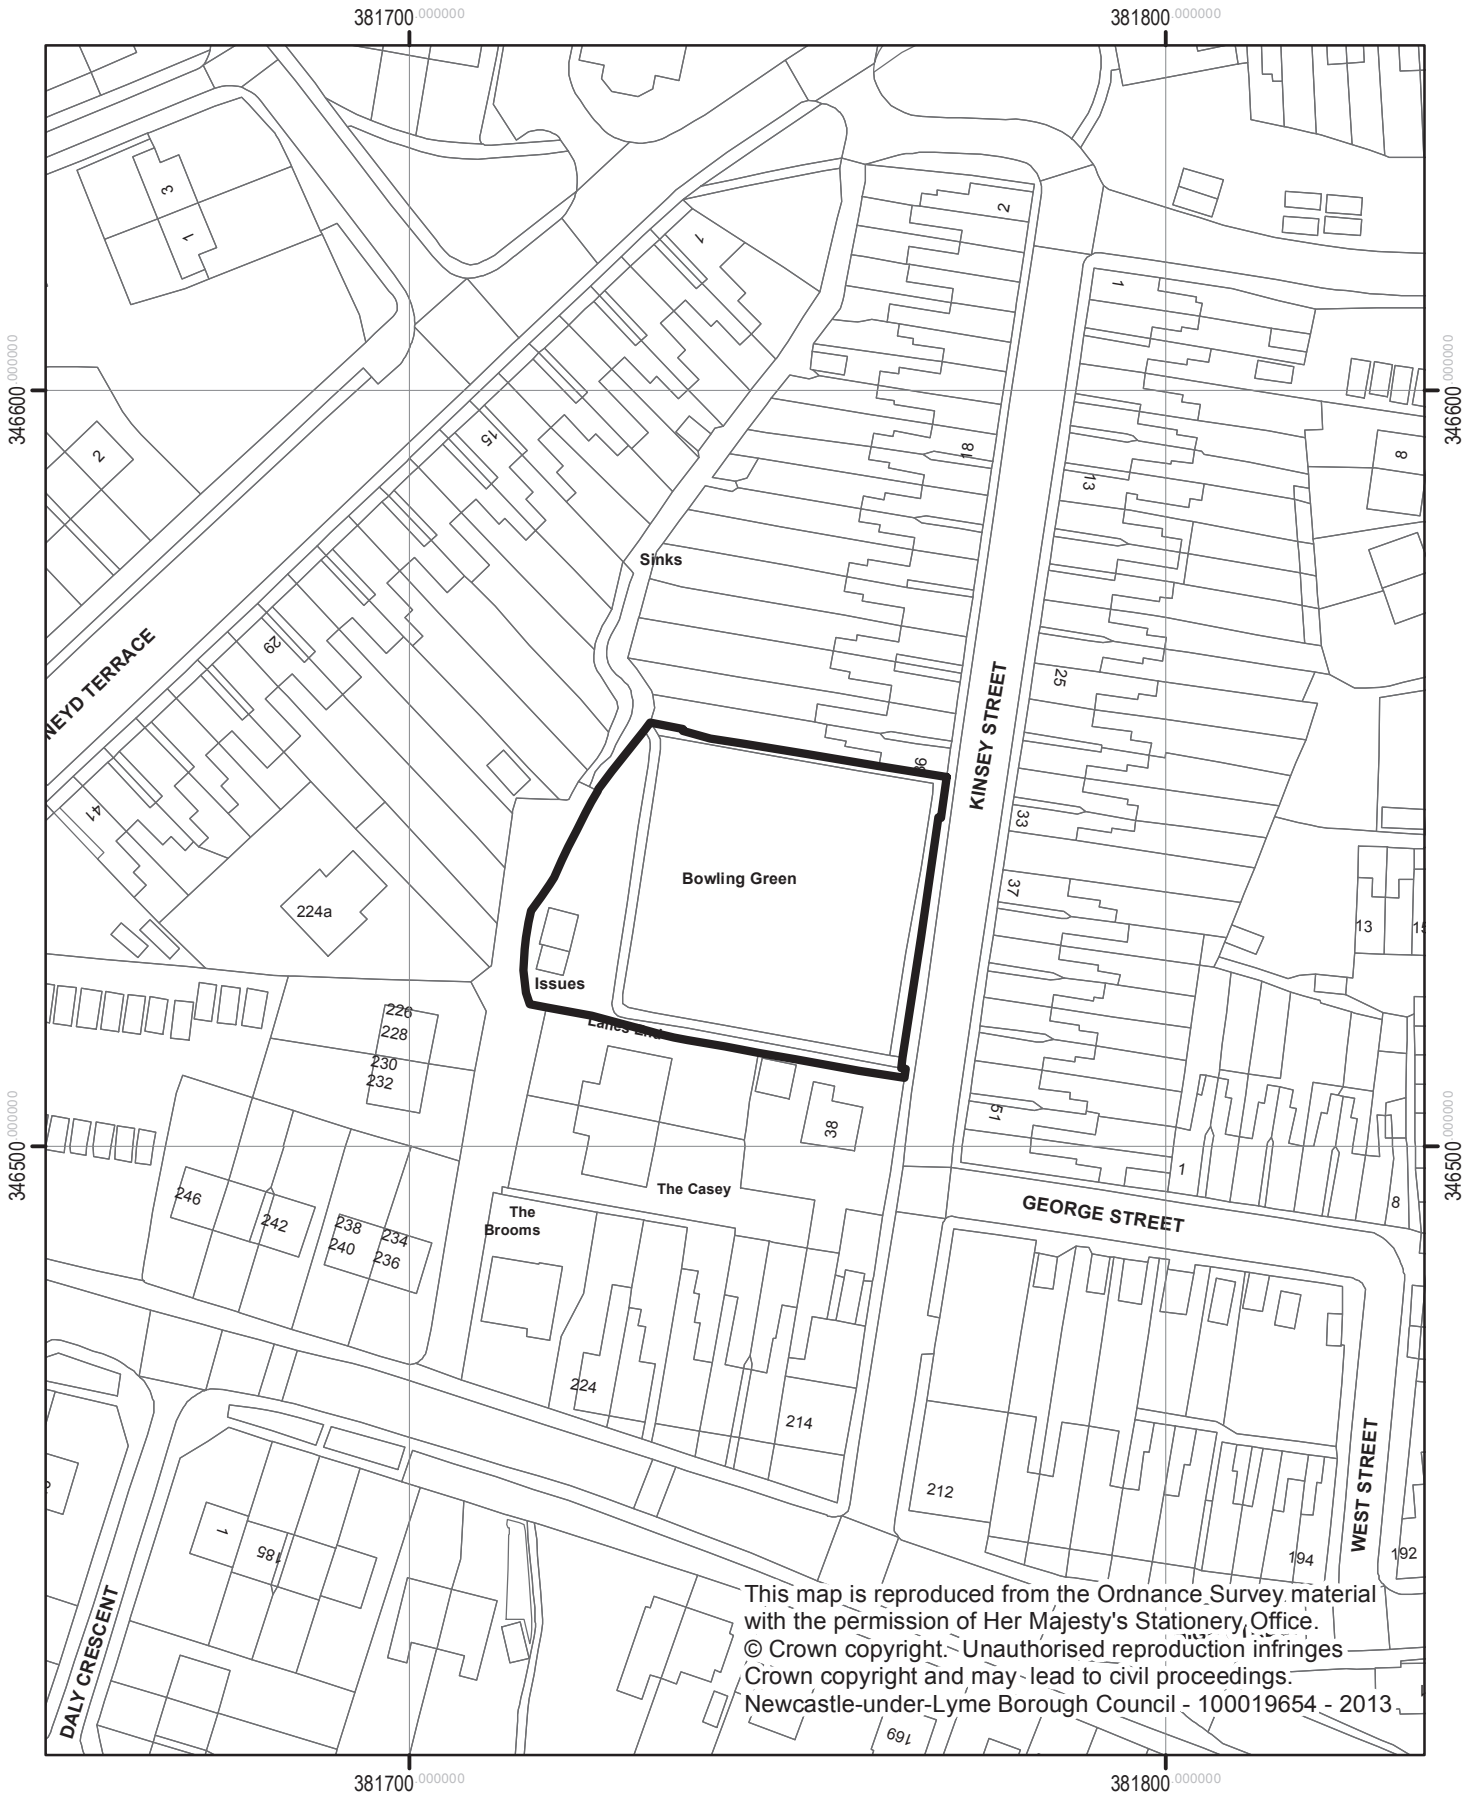 381700.000000
381800.000000
346600.000000
346600.000000
346500.000000
346500.000000
3
1
2
2
1
7
15
18
13
8
2
Sinks
29
25
NEYD TERRACE
KINSEY STREET
41
33
37
Bowling Green
224a
13
15
Issues
Lanes End
226
228
230
232
38
51
1
8
246
242
238
240
234
236
The Casey
The
Brooms
GEORGE STREET
224
214
212
WEST STREET
194
192
1
185
DALY CRESCENT
169
This map is reproduced from the Ordnance Survey material
with the permission of Her Majesty's Stationery Office.
© Crown copyright. Unauthorised reproduction infringes
Crown copyright and may lead to civil proceedings.
Newcastle-under-Lyme Borough Council - 100019654 - 2013
381700.000000
381800.000000